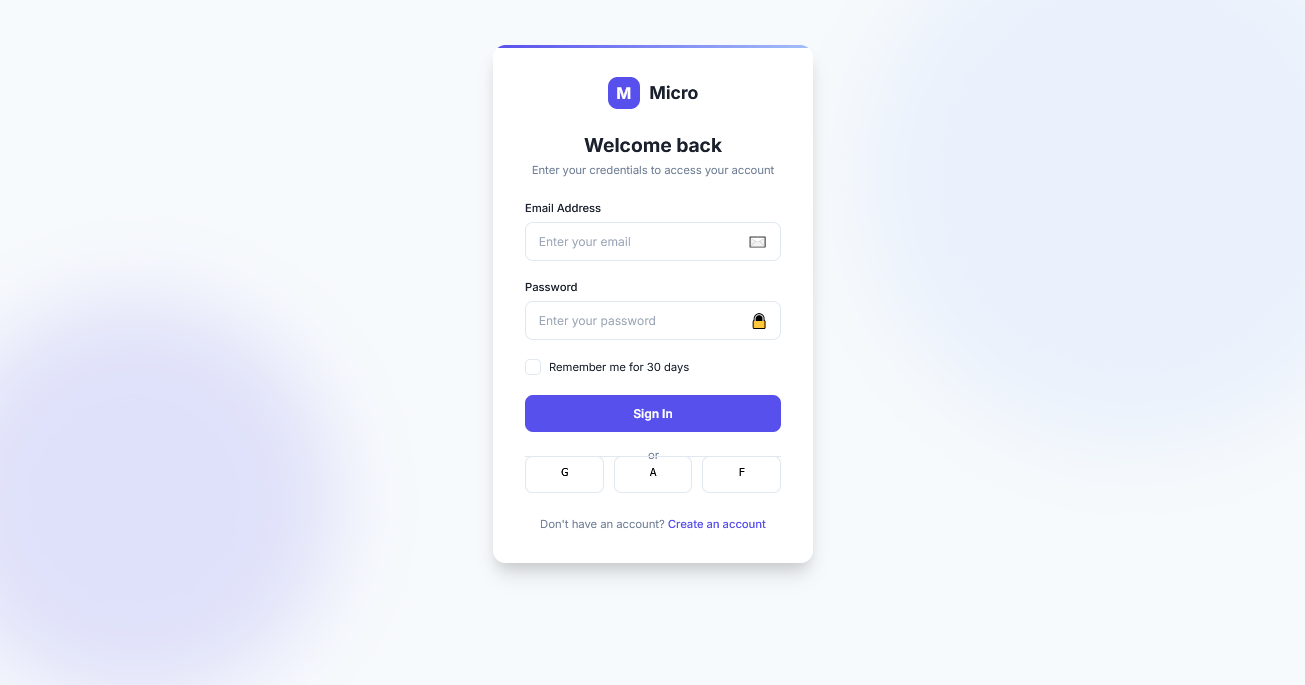 M Micro
Welcome back
Enter your credentials to access your account
Email Address
Enter your email
Password
Enter your password
Remember me for 30 days
Sign In
or
G A F
Don't have an account? Create an account